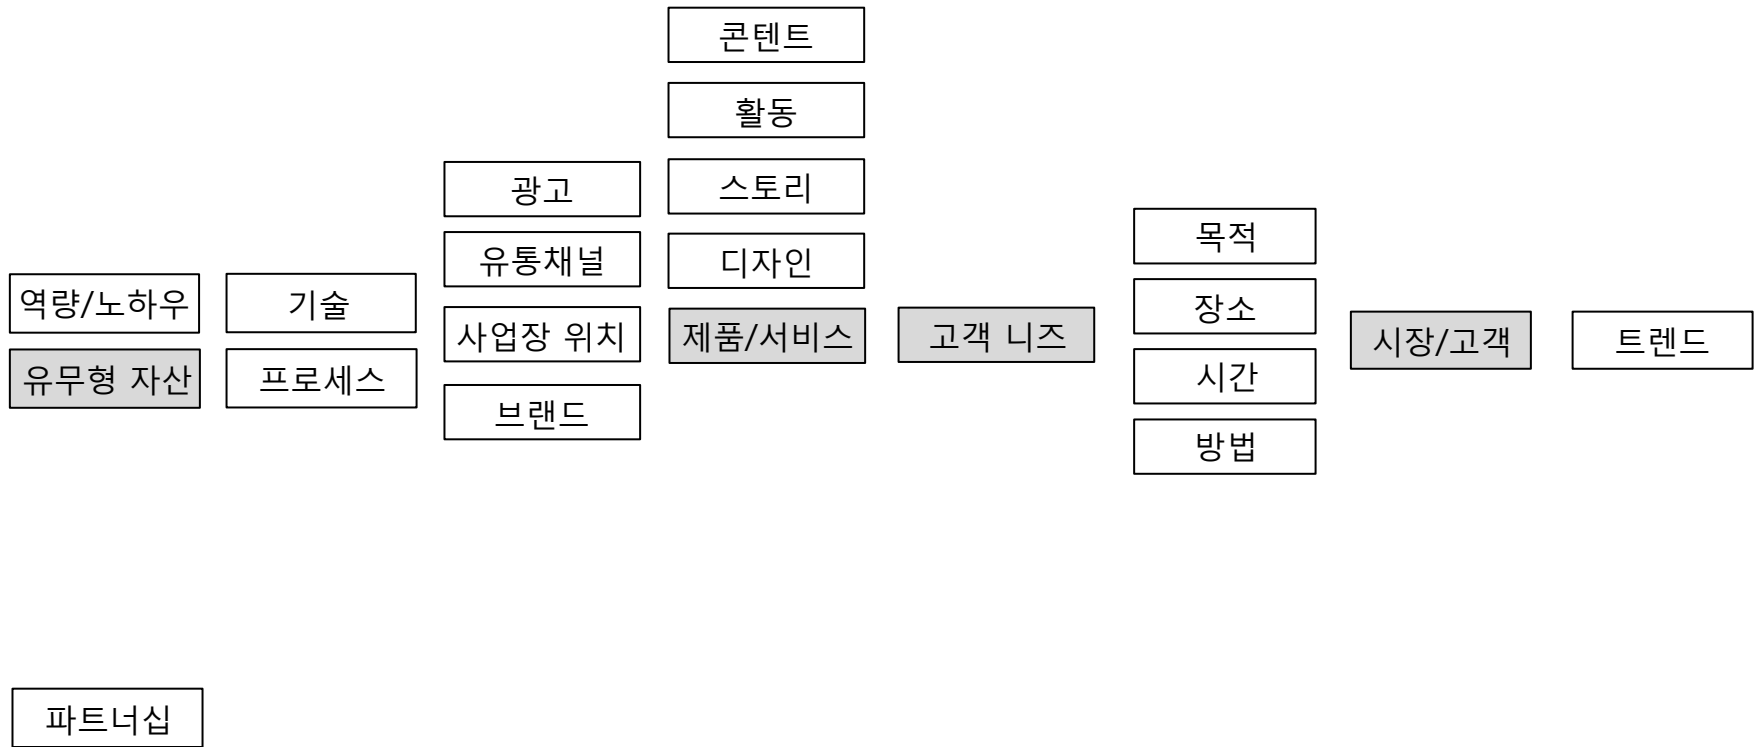 콘텐트
활동
스토리
디자인
제품/서비스
광고
유통채널
사업장 위치
브랜드
역량/노하우
유무형 자산
기술
프로세스
고객 니즈
목적
장소
시간
방법
시장/고객
트렌드
파트너십